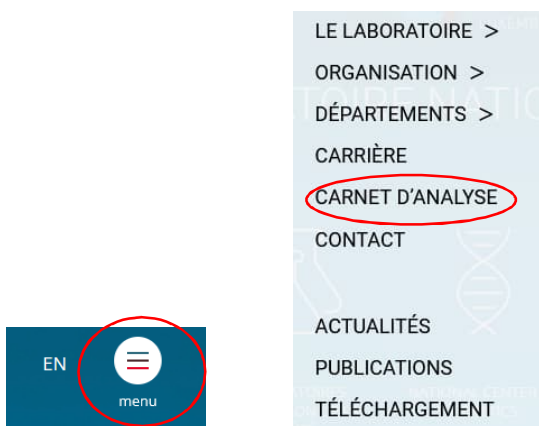 LE LABORATOIRE >
ORGANISATION >
DÉPARTEMENTS >
CARRIÈRE
CARNET D'ANALYSE
CONTACT
ACTUALITÉS
PUBLICATIONS
TÉLÉCHARGEMENT
EN
menu